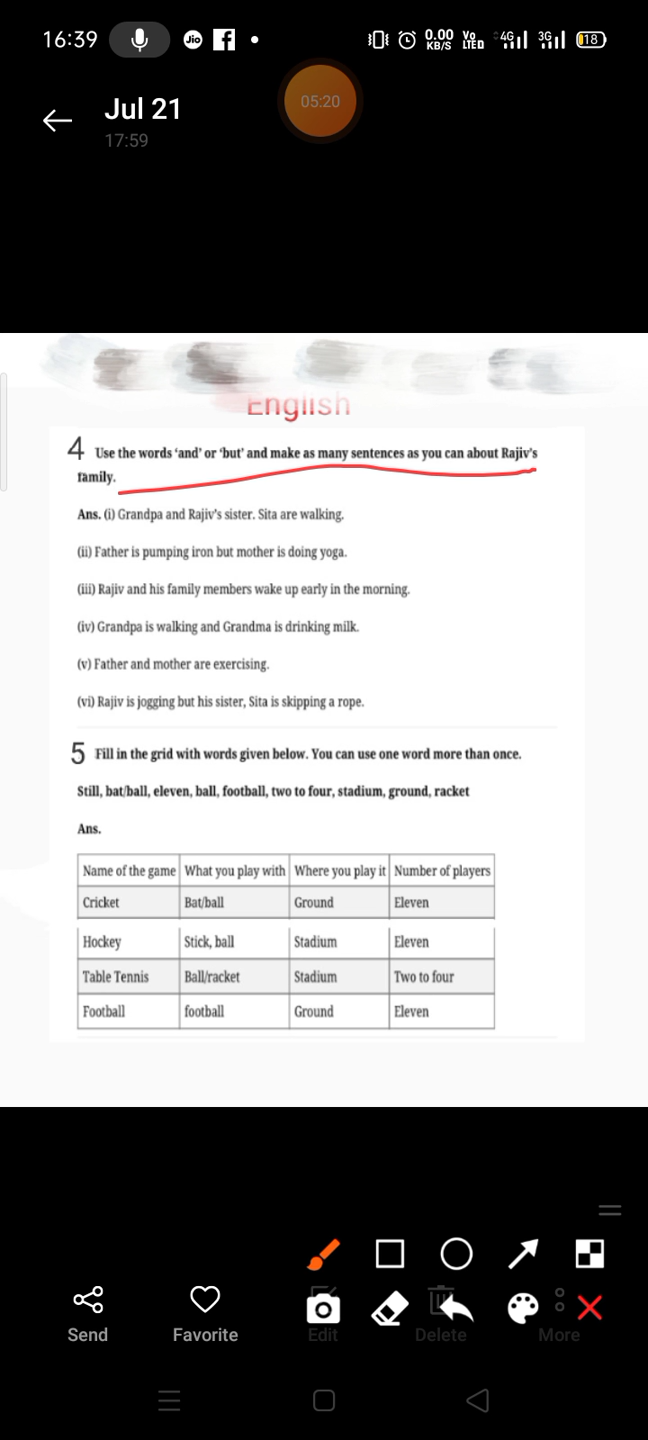 16:39
Jio
0.00 KB/S
Vo LTED
4G
3G
18
Jul 21
17:59
05:20
English
4 Use the words ‘and’ or ‘but’ and make as many sentences as you can about Rajiv’s
family.
Ans. (i) Grandpa and Rajiv’s sister. Sita are walking.
(ii) Father is pumping iron but mother is doing yoga.
(iii) Rajiv and his family members wake up early in the morning.
(iv) Grandpa is walking and Grandma is drinking milk.
(v) Father and mother are exercising.
(vi) Rajiv is jogging but his sister, Sita is skipping a rope.
5 Fill in the grid with words given below. You can use one word more than once.
Still, bat/ball, eleven, ball, football, two to four, stadium, ground, racket
Ans.
Name of the game What you play with Where you play it Number of players
Cricket Bat/ball Ground Eleven
Hockey Stick, ball Stadium Eleven
Table Tennis Ball/racket Stadium Two to four
Football football Ground Eleven
Send Favorite Edit Delete More